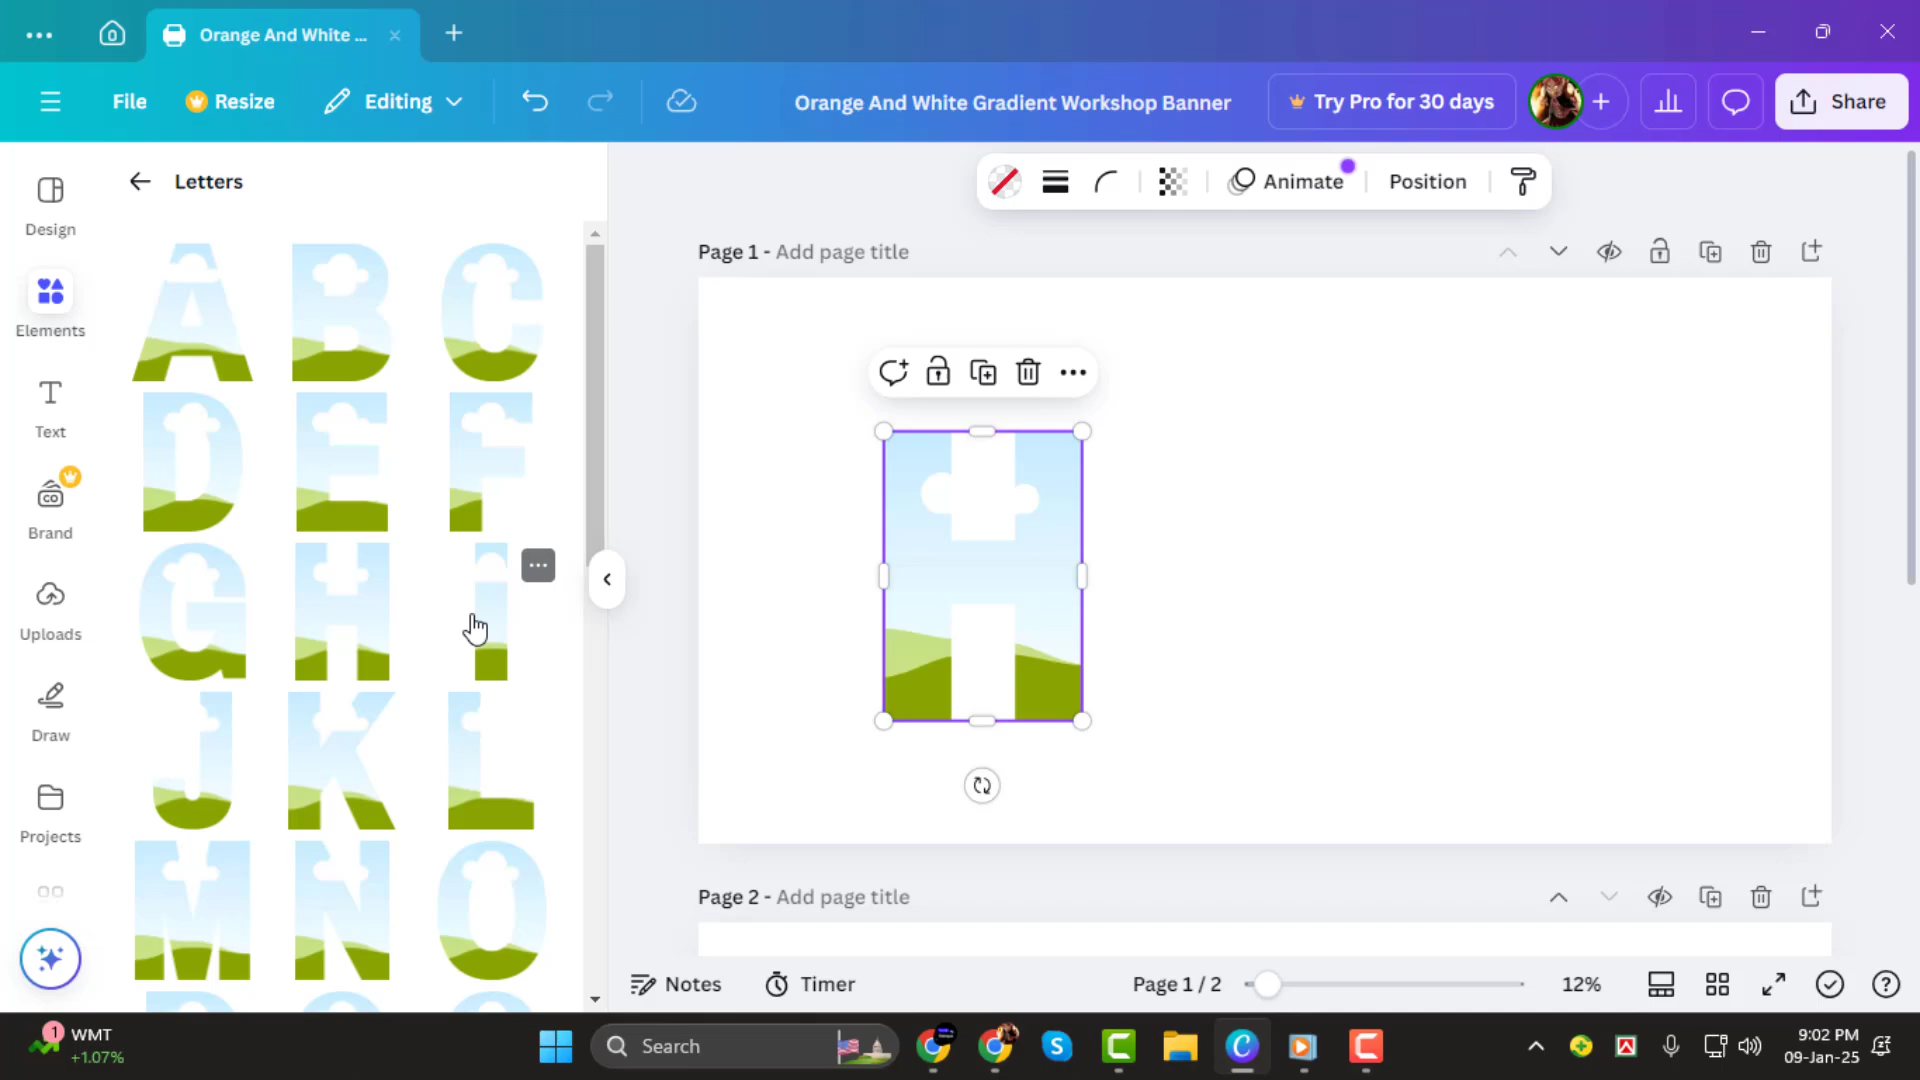 Orange And White ...
File
Resize
Editing
Orange And White Gradient Workshop Banner
Try Pro for 30 days
Share
Design
Elements
Text
Brand
Uploads
Draw
Projects
Letters
A B C
D E F
G H I
J K L
M N O
Animate
Position
Page 1 - Add page title
H
Page 2 - Add page title
Notes
Timer
Page 1 / 2
12%
1
WMT
+1.07%
Search
9:02 PM
09-Jan-25